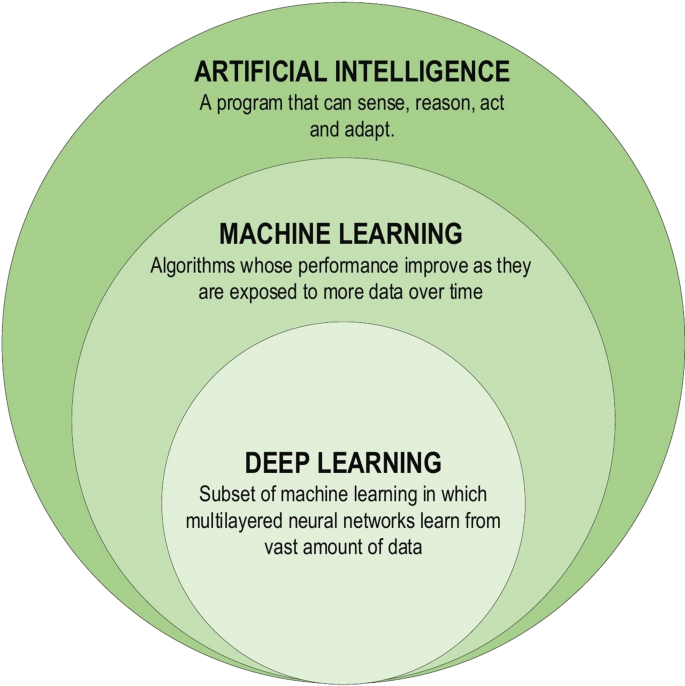 ARTIFICIAL INTELLIGENCE
A program that can sense, reason, act
and adapt.
MACHINE LEARNING
Algorithms whose performance improve as they
are exposed to more data over time
DEEP LEARNING
Subset of machine learning in which
multilayered neural networks learn from
vast amount of data